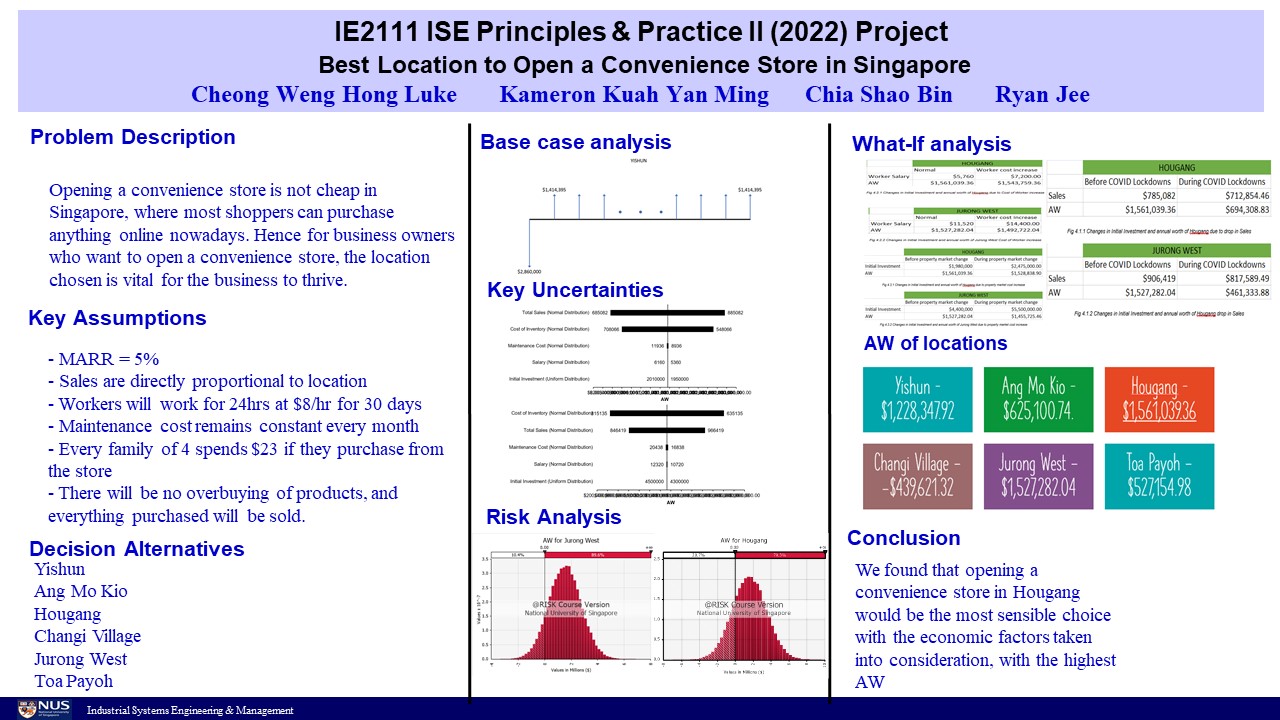 IE2111 ISE Principles & Practice II (2022) Project
Best Location to Open a Convenience Store in Singapore
Cheong Weng Hong Luke Kameron Kuah Yan Ming Chia Shao Bin Ryan Jee
Problem Description
Opening a convenience store is not cheap in
Singapore, where most shoppers can purchase
anything online nowadays. Hence for business owners
who want to open a convenience store, the location
chosen is vital for the business to thrive.
Key Assumptions
- MARR = 5%
- Sales are directly proportional to location
- Workers will work for 24hrs at $8/hr for 30 days
- Maintenance cost remains constant every month
- Every family of 4 spends $23 if they purchase from
the store
- There will be no overbuying of products, and
everything purchased will be sold.
Decision Alternatives
Yishun
Ang Mo Kio
Hougang
Changi Village
Jurong West
Toa Payoh
Base case analysis
YISHUN
$1,414,395 $1,414,395
$2,860,000
Key Uncertainties
Total Sales (Normal Distribution) 685082 885082
Cost of Inventory (Normal Distribution) 708066 548066
Maintenance Cost (Normal Distribution) 11936 8936
Salary (Normal Distribution) 6160 5360
Initial Investment (Uniform Distribution) 2010000 1950000
AW
Cost of Inventory (Normal Distribution) 815135 635135
Total Sales (Normal Distribution) 846419 966419
Maintenance Cost (Normal Distribution) 20438 16838
Salary (Normal Distribution) 12320 10720
Initial Investment (Uniform Distribution) 4500000 4300000
AW
Risk Analysis
AW for Jurong West
0.00
10.4% 89.6%
@RISK Course Version
National University of Singapore
Values in Millions ($)
AW for Hougang
@RISK Course Version
National University of Singapore
Values in Millions ($)
What-If analysis
HOUGANG
Normal Worker cost increase
Worker Salary $5,760 $7,200.00
AW $1,561,039.36 $1,543,759.36
JURONG WEST
Normal Worker cost increase
Worker Salary $11,520 $14,400.00
AW $1,527,282.04 $1,492,722.04
HOUGANG
Before property market change During property market change
Initial Investment $1,980,000 $2,475,000.00
AW $1,561,039.36 $1,528,838.90
JURONG WEST
Before property market change During property market change
Initial Investment $4,400,000 $5,500,000.00
AW $1,527,282.04 $1,455,725.46
HOUGANG
Before COVID Lockdowns During COVID Lockdowns
Sales $785,082 $712,854.46
AW $1,561,039.36 $694,308.83
Fig 4.1.1 Changes in Initial Investment and annual worth of Hougang due to drop in Sales
JURONG WEST
Before COVID Lockdowns During COVID Lockdowns
Sales $906,419 $817,589.49
AW $1,527,282.04 $461,333.88
Fig 4.1.2 Changes in Initial Investment and annual worth of Hougang drop in Sales
AW of locations
Yishun -
$1,228,347.92
Ang Mo Kio -
$625,100.74.
Hougang -
$1,561,039.36
Changi Village -
-$439,621.32
Jurong West -
$1,527,282.04
Toa Payoh -
$527,154.98
Conclusion
We found that opening a
convenience store in Hougang
would be the most sensible choice
with the economic factors taken
into consideration, with the highest
AW
NUS
National University
of Singapore
Industrial Systems Engineering & Management